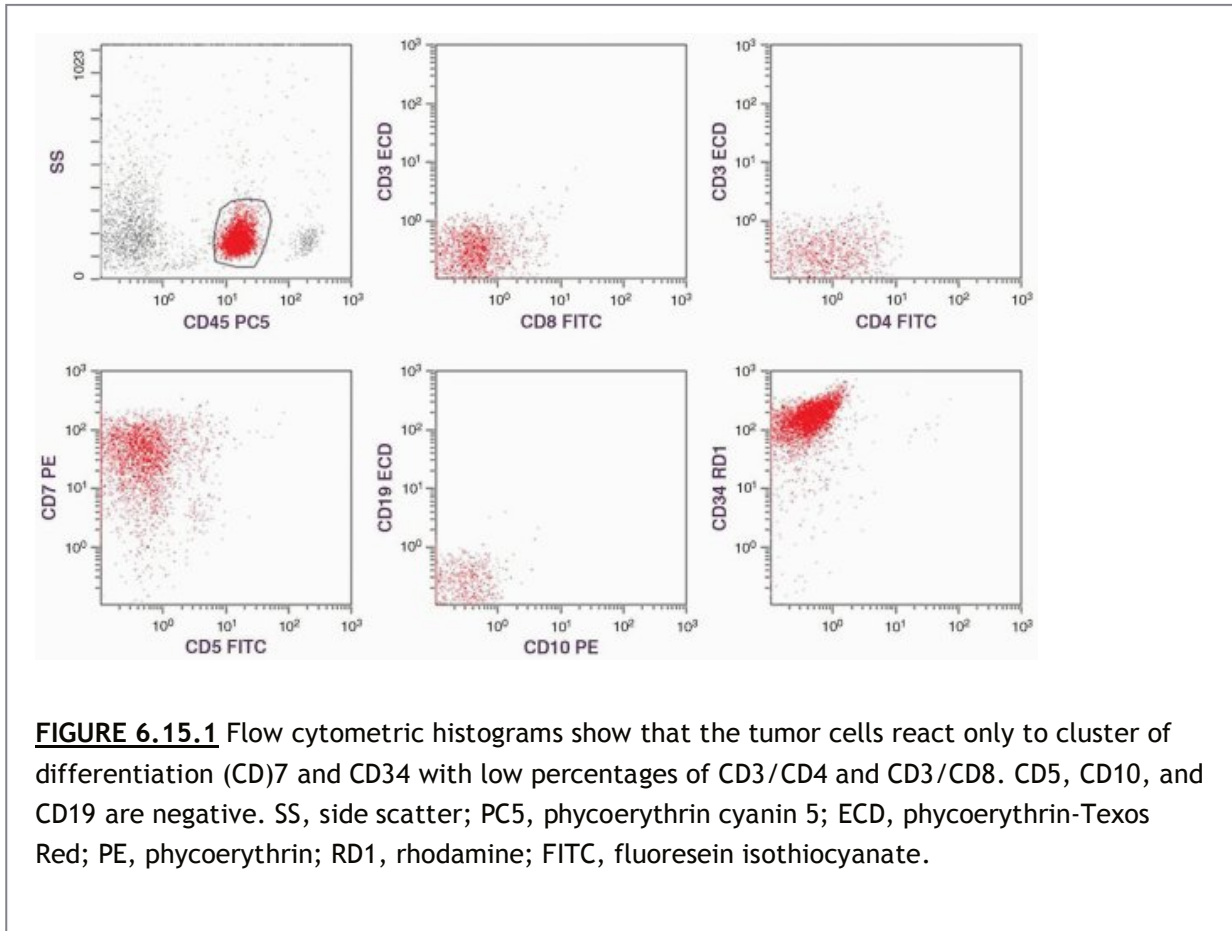 1023
SS
0
10⁰ 10¹ 10² 10³
CD45 PC5
10³
10²
10¹
10⁰
CD3 ECD
10⁰ 10¹ 10² 10³
CD8 FITC
10³
10²
10¹
10⁰
CD3 ECD
10⁰ 10¹ 10² 10³
CD4 FITC
10³
10²
10¹
10⁰
CD7 PE
10⁰ 10¹ 10² 10³
CD5 FITC
10³
10²
10¹
10⁰
CD19 ECD
10⁰ 10¹ 10² 10³
CD10 PE
10³
10²
10¹
10⁰
CD34 RD1
10⁰ 10¹ 10² 10³
FIGURE 6.15.1 Flow cytometric histograms show that the tumor cells react only to cluster of
differentiation (CD)7 and CD34 with low percentages of CD3/CD4 and CD3/CD8. CD5, CD10, and
CD19 are negative. SS, side scatter; PC5, phycoerythrin cyanin 5; ECD, phycoerythrin-Texos
Red; PE, phycoerythrin; RD1, rhodamine; FITC, fluoresein isothiocyanate.